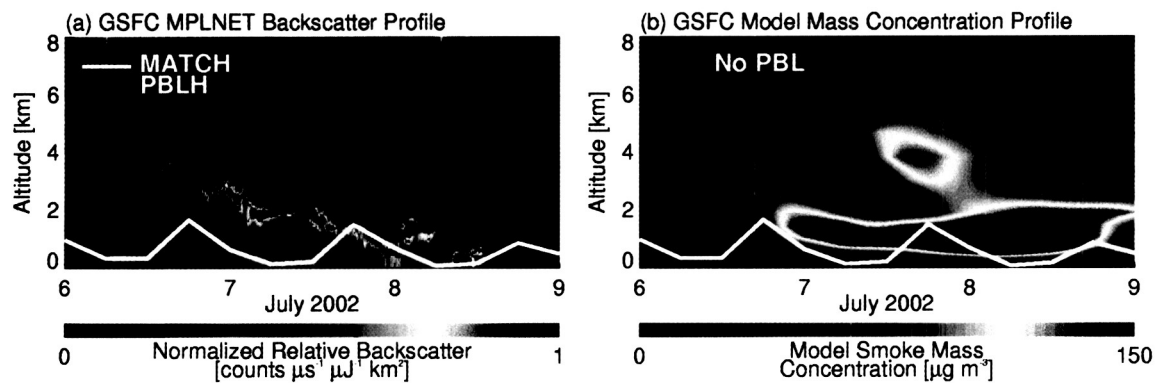 (a) GSFC MPLNET Backscatter Profile
8
6
4
2
0
Altitude [km]
MATCH
PBLH
6 7 8 9
July 2002
0 1
Normalized Relative Backscatter
[counts µs⁻¹ µJ⁻¹ km²]
(b) GSFC Model Mass Concentration Profile
8
6
4
2
0
Altitude [km]
No PBL
6 7 8 9
July 2002
0 150
Model Smoke Mass
Concentration [µg m⁻³]